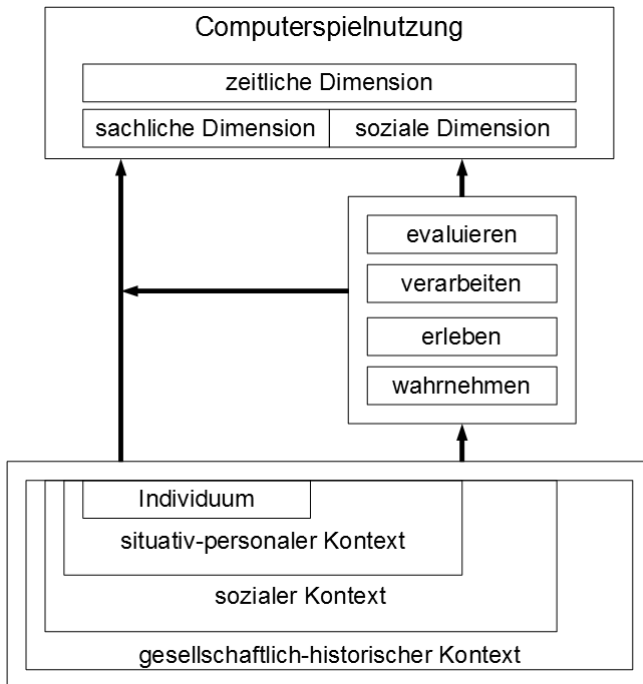 Computerspielnutzung
zeitliche Dimension
sachliche Dimension
soziale Dimension
evaluieren
verarbeiten
erleben
wahrnehmen
Individuum
situativ-personaler Kontext
sozialer Kontext
gesellschaftlich-historischer Kontext